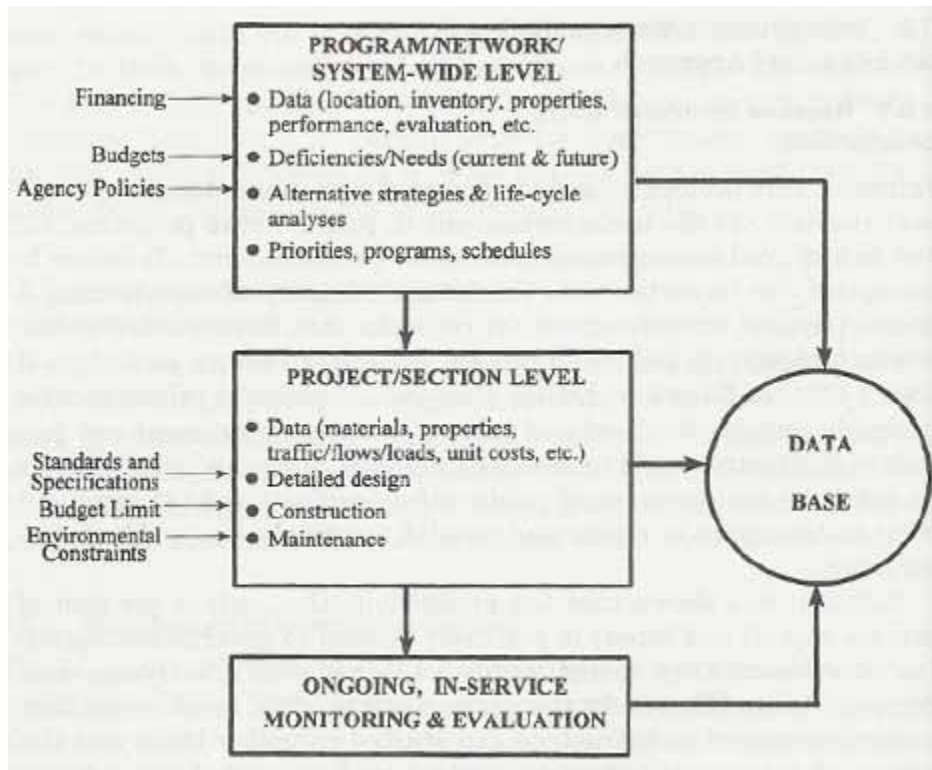 PROGRAM/NETWORK/
SYSTEM-WIDE LEVEL
Financing
● Data (location, inventory, properties,
performance, evaluation, etc.
Budgets
● Deficiencies/Needs (current & future)
Agency Policies
● Alternative strategies & life-cycle
analyses
● Priorities, programs, schedules
PROJECT/SECTION LEVEL
● Data (materials, properties,
traffic/flows/loads, unit costs, etc.)
Standards and
Specifications
● Detailed design
Budget Limit
● Construction
Environmental
Constraints
● Maintenance
DATA
BASE
ONGOING, IN-SERVICE
MONITORING & EVALUATION